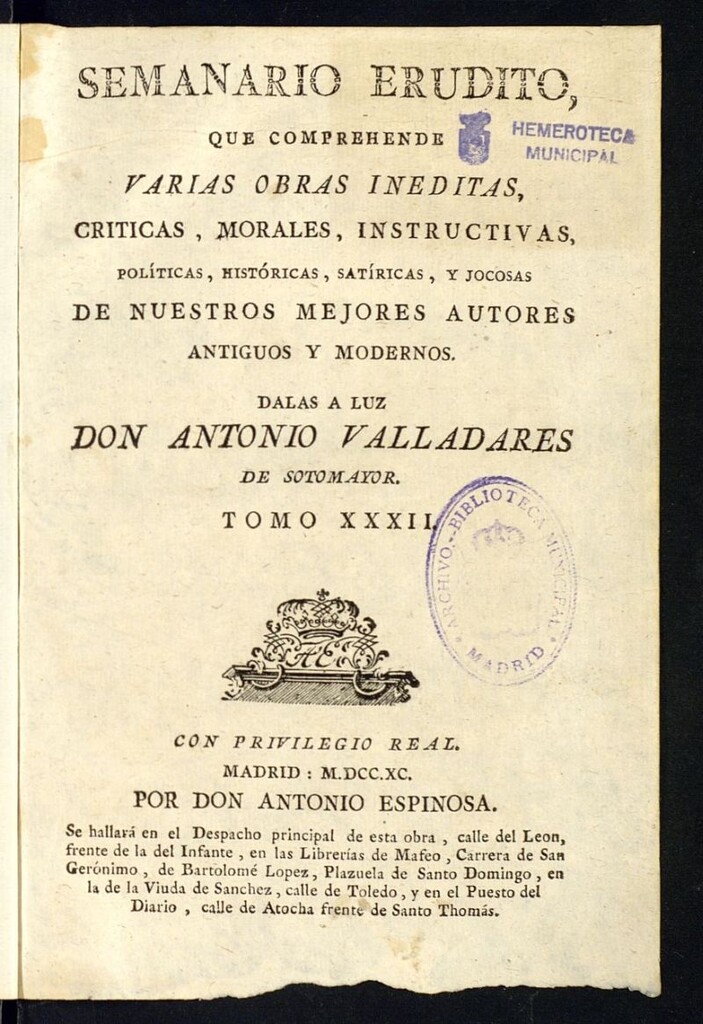 SEMANARIO ERUDITO,
QUE COMPREHENDE
HEMEROTECA
MUNICIPAL
VARIAS OBRAS INEDITAS,
CRITICAS, MORALES, INSTRUCTIVAS,
POLÍTICAS, HISTÓRICAS, SATÍRICAS, Y JOCOSAS
DE NUESTROS MEJORES AUTORES
ANTIGUOS Y MODERNOS.
DALAS A LUZ
DON ANTONIO VALLADARES
DE SOTOMAYOR.
TOMO XXXII.
ARCHIVO.-BIBLIOTECA MUNICIPAL
MADRID
CON PRIVILEGIO REAL.
MADRID: M.DCC.XC.
POR DON ANTONIO ESPINOSA.
Se hallará en el Despacho principal de esta obra, calle del Leon,
frente de la del Infante, en las Librerías de Mafeo, Carrera de San
Gerónimo, de Bartolomé Lopez, Plazuela de Santo Domingo, en
la de la Viuda de Sanchez, calle de Toledo, y en el Puesto del
Diario, calle de Atocha frente de Santo Thomás.